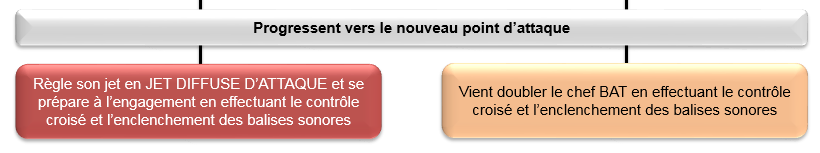 Progressent vers le nouveau point d’attaque
Règle son jet en JET DIFFUSE D’ATTAQUE et se
prépare à l’engagement en effectuant le contrôle
croisé et l’enclenchement des balises sonores
Vient doubler le chef BAT en effectuant le contrôle
croisé et l’enclenchement des balises sonores